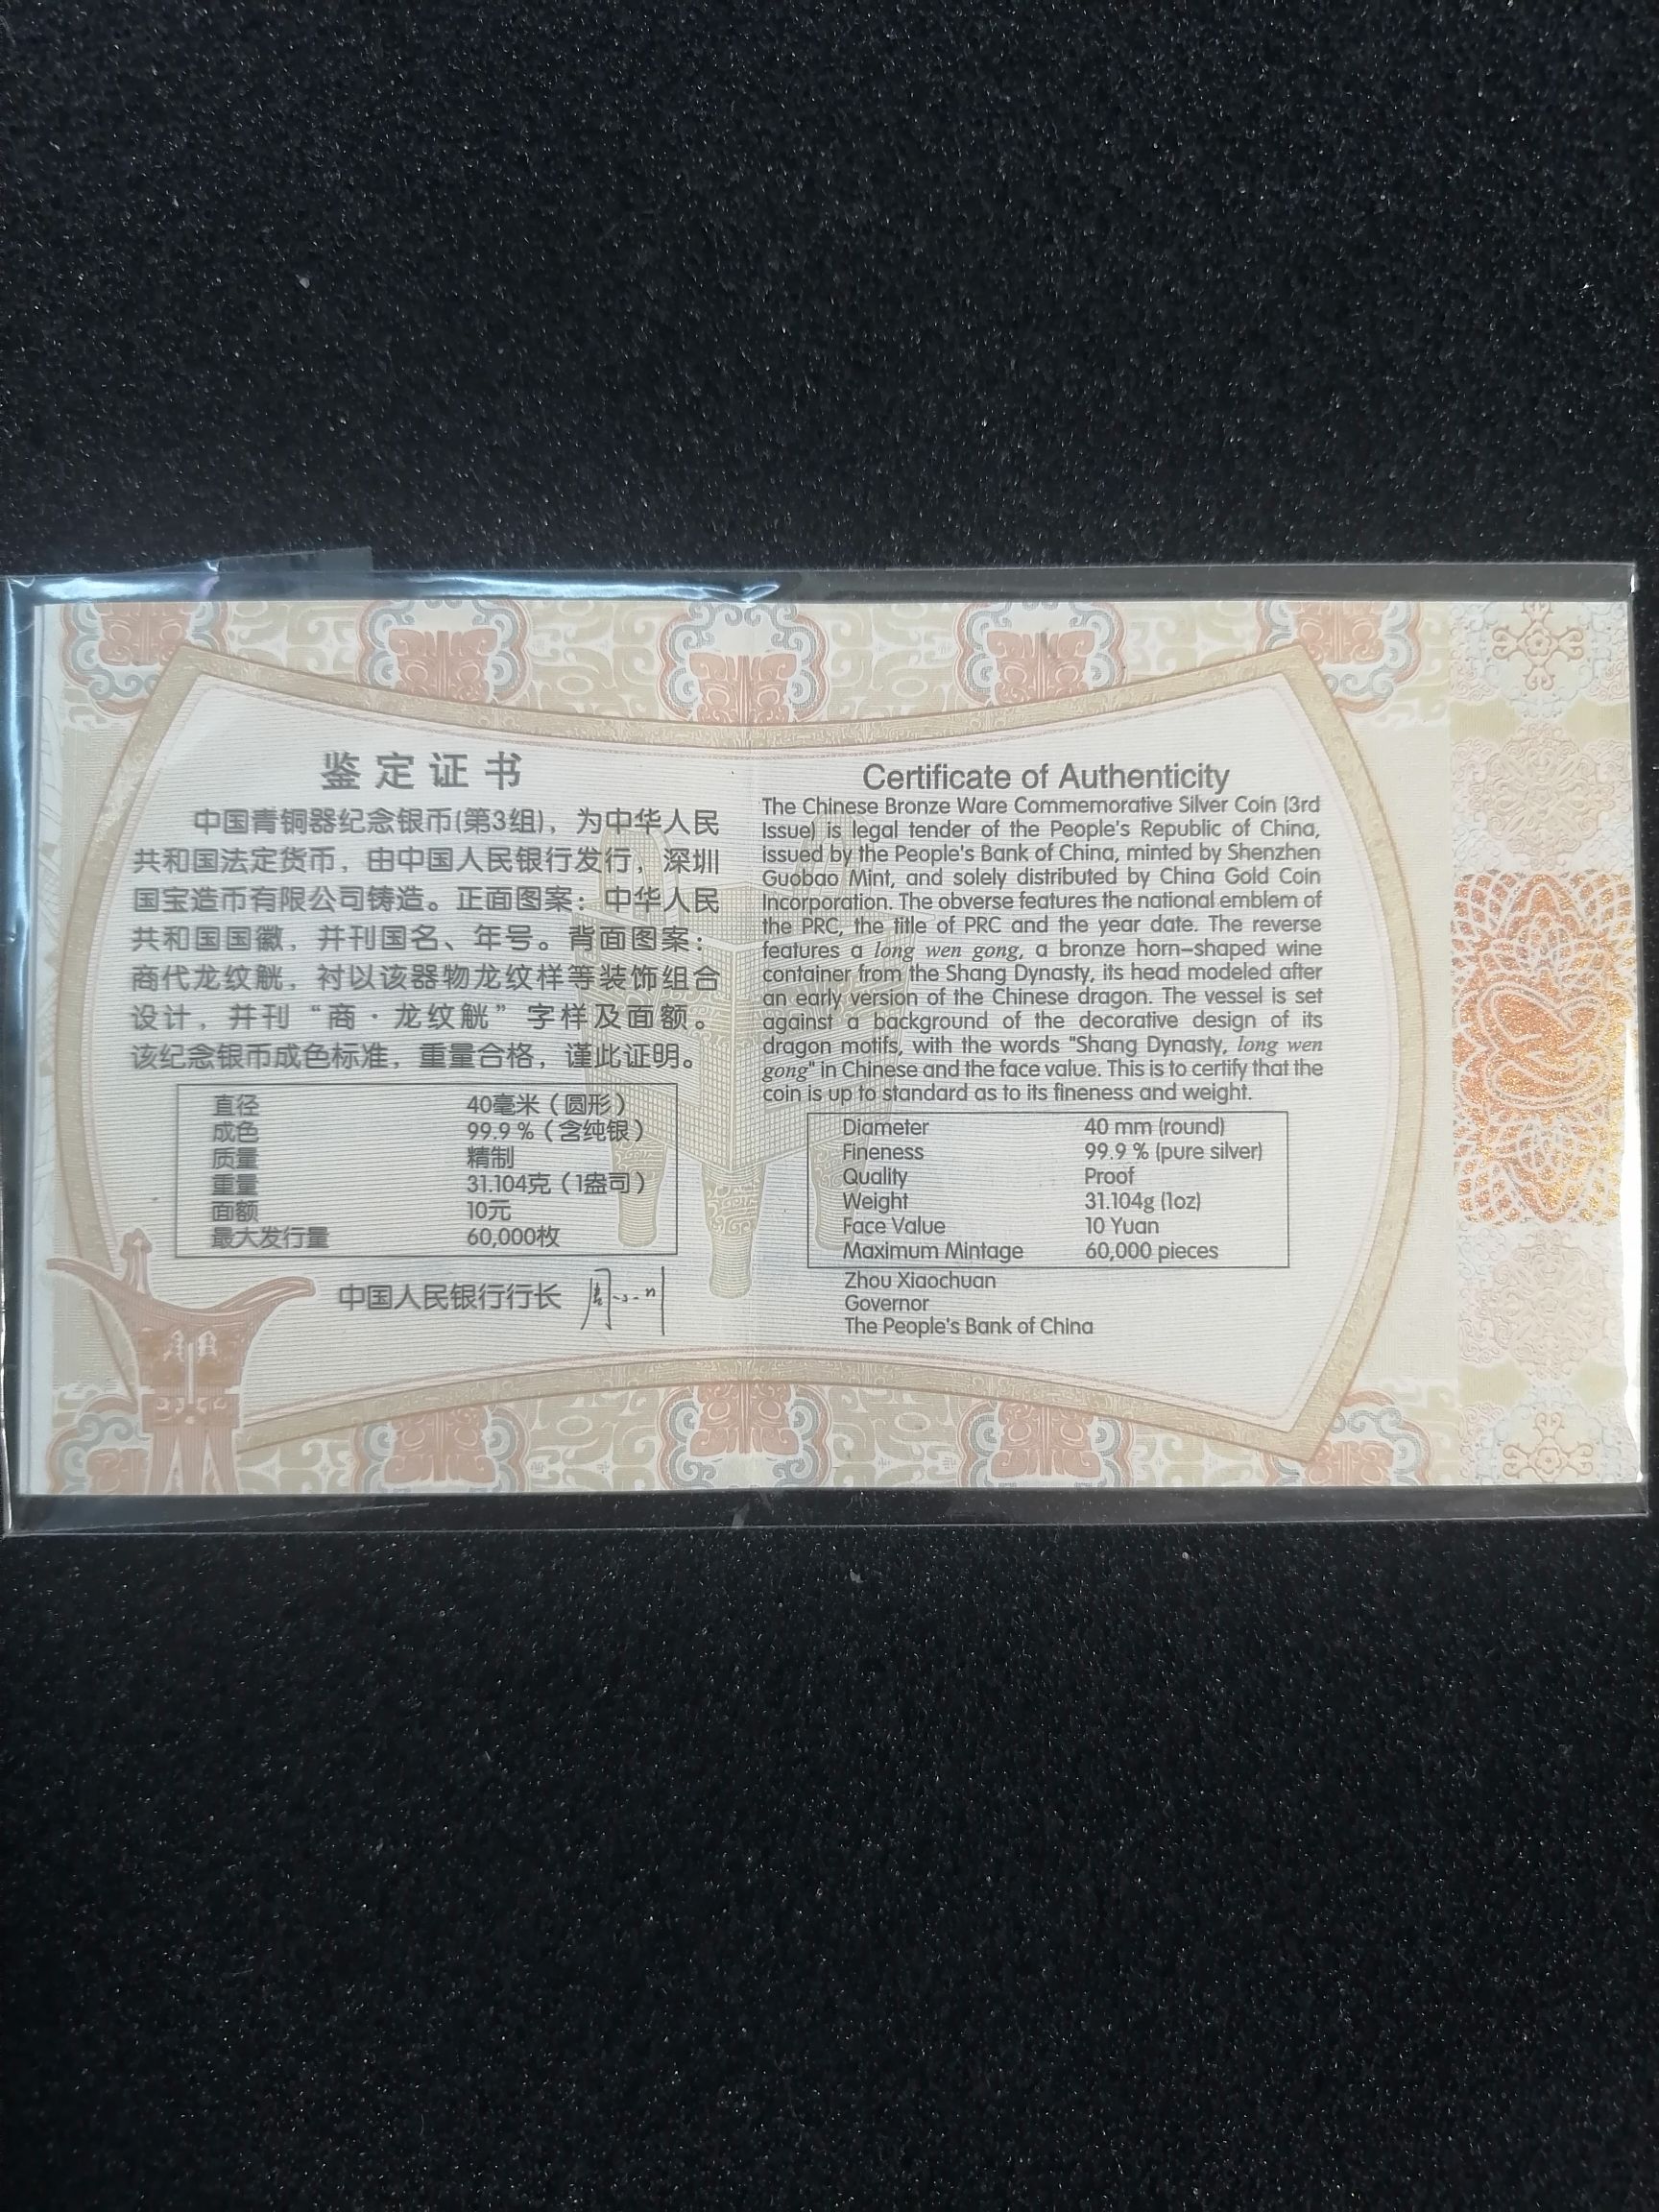 鉴定证书
中国青铜器纪念银币(第3组)，为中华人民
共和国法定货币，由中国人民银行发行，深圳
国宝造币有限公司铸造。正面图案：中华人民
共和国国徽，并刊国名、年号。背面图案：
商代龙纹觥，衬以该器物龙纹样等装饰组合
设计，并刊“商·龙纹觥”字样及面额。
该纪念银币成色标准，重量合格，谨此证明。
直径 40毫米（圆形）
成色 99.9 %（含纯银）
质量 精制
重量 31.104克（1盎司）
面额 10元
最大发行量 60,000枚
中国人民银行行长 周小川
Certificate of Authenticity
The Chinese Bronze Ware Commemorative Silver Coin (3rd
Issue) is legal tender of the People's Republic of China,
issued by the People's Bank of China, minted by Shenzhen
Guobao Mint, and solely distributed by China Gold Coin
Incorporation. The obverse features the national emblem of
the PRC, the title of PRC and the year date. The reverse
features a long wen gong, a bronze horn-shaped wine
container from the Shang Dynasty, its head modeled after
an early version of the Chinese dragon. The vessel is set
against a background of the decorative design of its
dragon motifs, with the words "Shang Dynasty, long wen
gong" in Chinese and the face value. This is to certify that the
coin is up to standard as to its fineness and weight.
Diameter 40 mm (round)
Fineness 99.9 % (pure silver)
Quality Proof
Weight 31.104g (1oz)
Face Value 10 Yuan
Maximum Mintage 60,000 pieces
Zhou Xiaochuan
Governor
The People's Bank of China